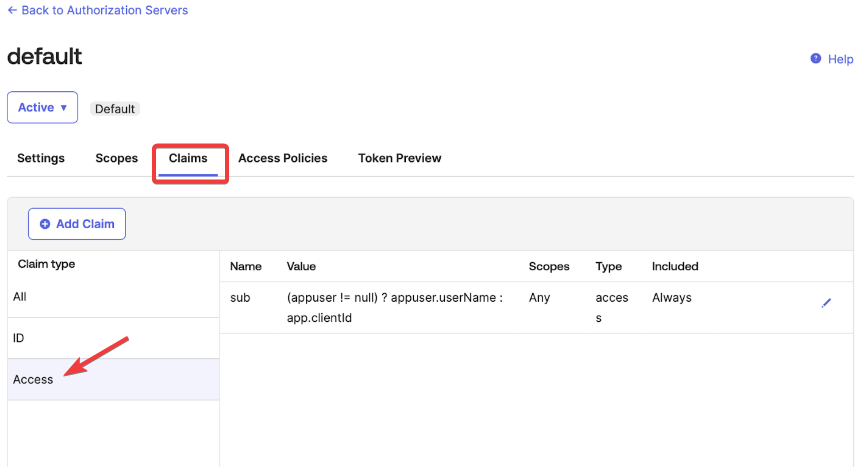 ← Back to Authorization Servers
default
Help
Active
Default
Settings Scopes Claims Access Policies Token Preview
Add Claim
Claim type
All
ID
Access
Name Value Scopes Type Included
sub (appuser != null) ? appuser.userName : Any acces Always
app.clientId s